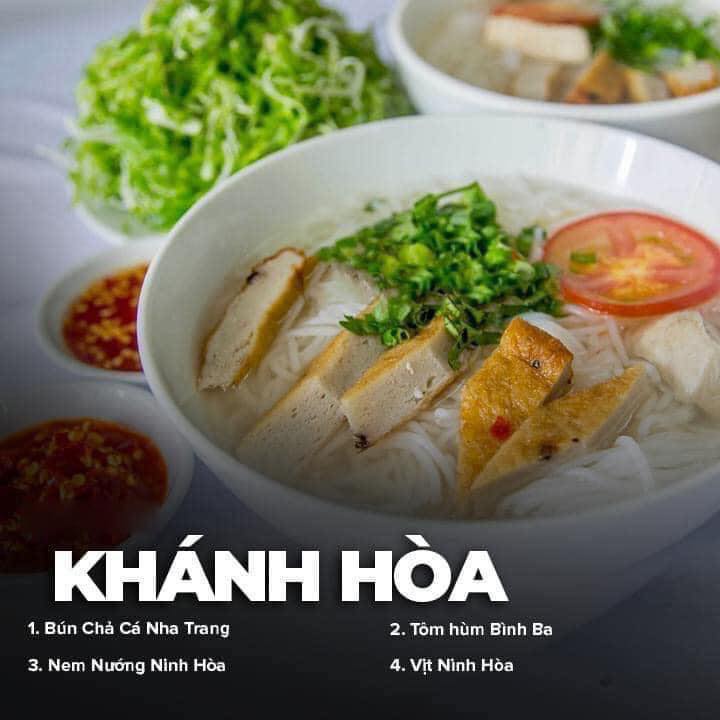 KHÁNH HÒA
1. Bún Chả Cá Nha Trang
2. Tôm hùm Bình Ba
3. Nem Nướng Ninh Hòa
4. Vịt Ninh Hòa